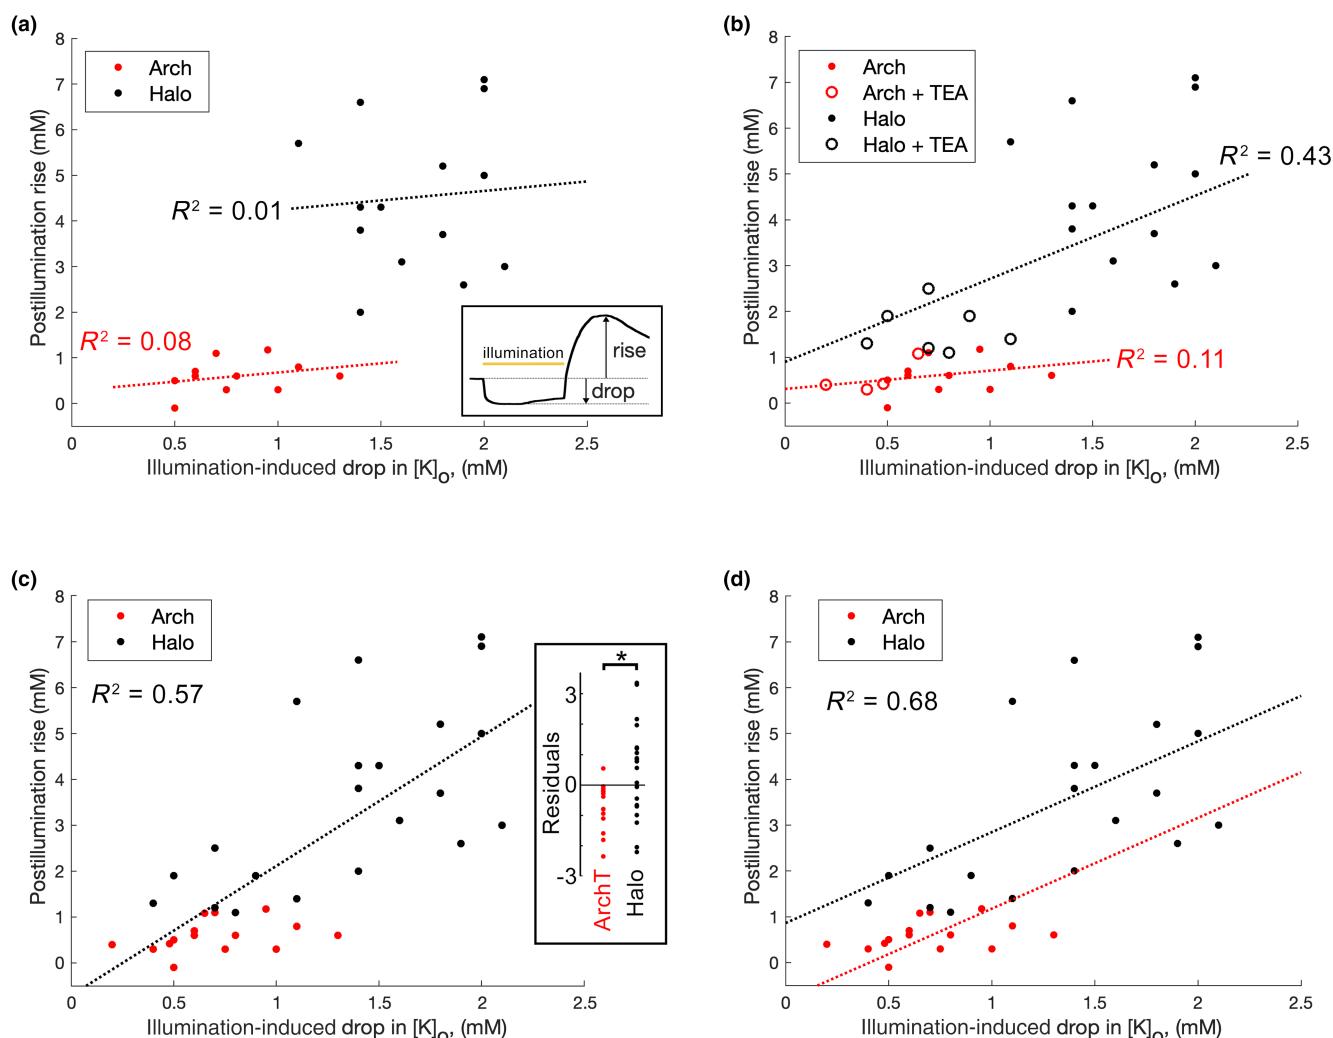 (a)
Arch
Halo
8
7
6
5
4
3
2
1
0
Postillumination rise (mM)
R² = 0.01
R² = 0.08
illumination
rise
drop
0
0.5
1
1.5
2
2.5
Illumination-induced drop in [K]o, (mM)
(b)
Arch
Arch + TEA
Halo
Halo + TEA
8
7
6
5
4
3
2
1
0
Postillumination rise (mM)
R² = 0.43
R² = 0.11
0
0.5
1
1.5
2
2.5
Illumination-induced drop in [K]o, (mM)
(c)
Arch
Halo
R² = 0.57
8
7
6
5
4
3
2
1
0
Postillumination rise (mM)
*
3
0
-3
Residuals
ArchT
Halo
0
0.5
1
1.5
2
2.5
Illumination-induced drop in [K]o, (mM)
(d)
Arch
Halo
R² = 0.68
8
7
6
5
4
3
2
1
0
Postillumination rise (mM)
0
0.5
1
1.5
2
2.5
Illumination-induced drop in [K]o, (mM)